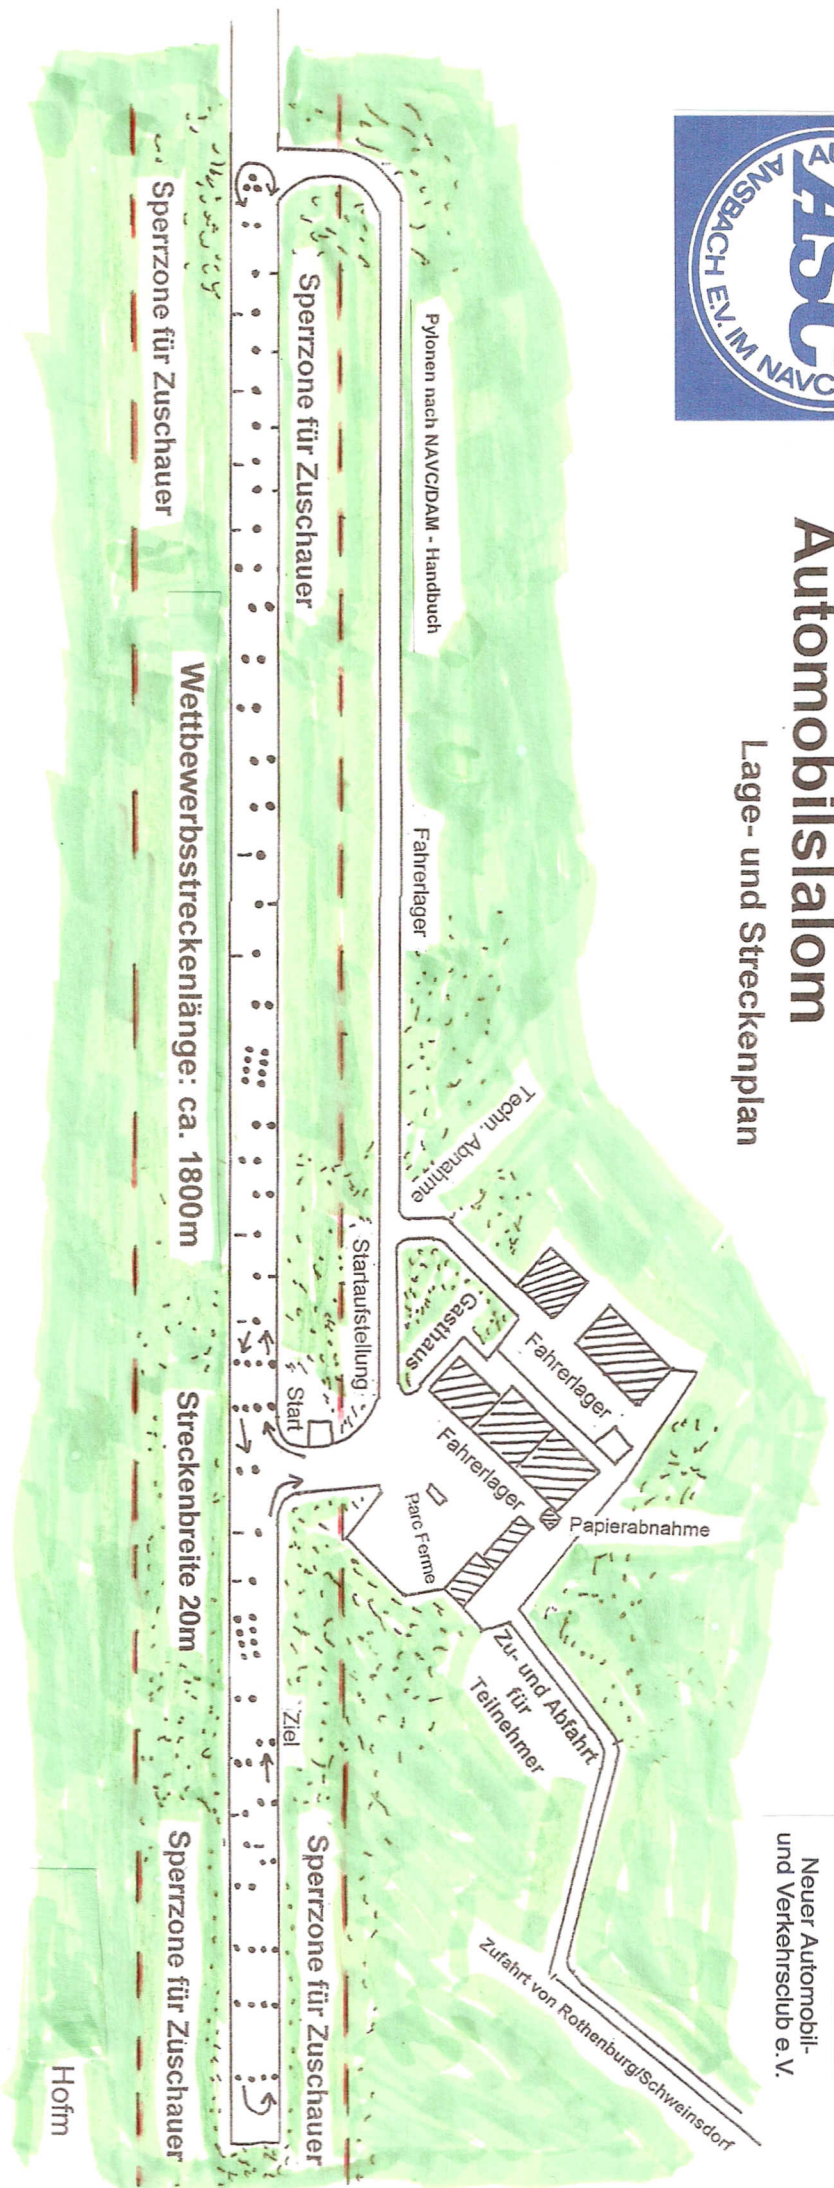 Automobilslalom
Lage- und Streckenplan
ASC
ANSBACH E.V. IM NAVC
Neuer Automobil-
und Verkehrsclub e.V.
Zufahrt von Rothenburg/Schweinsdorf
Papierabnahme
Zu- und Abfahrt
für
Teilnehmer
Fahrerlager
Fahrerlager
Gasthaus
Parc Ferme
Techn. Abnahme
Pylonen nach NAVC/DAM - Handbuch
Fahrerlager
Startaufstellung
Start
Ziel
Sperrzone für Zuschauer
Sperrzone für Zuschauer
Sperrzone für Zuschauer
Wettbewerbsstreckenlänge: ca. 1800m
Streckenbreite 20m
Sperrzone für Zuschauer
Hofm